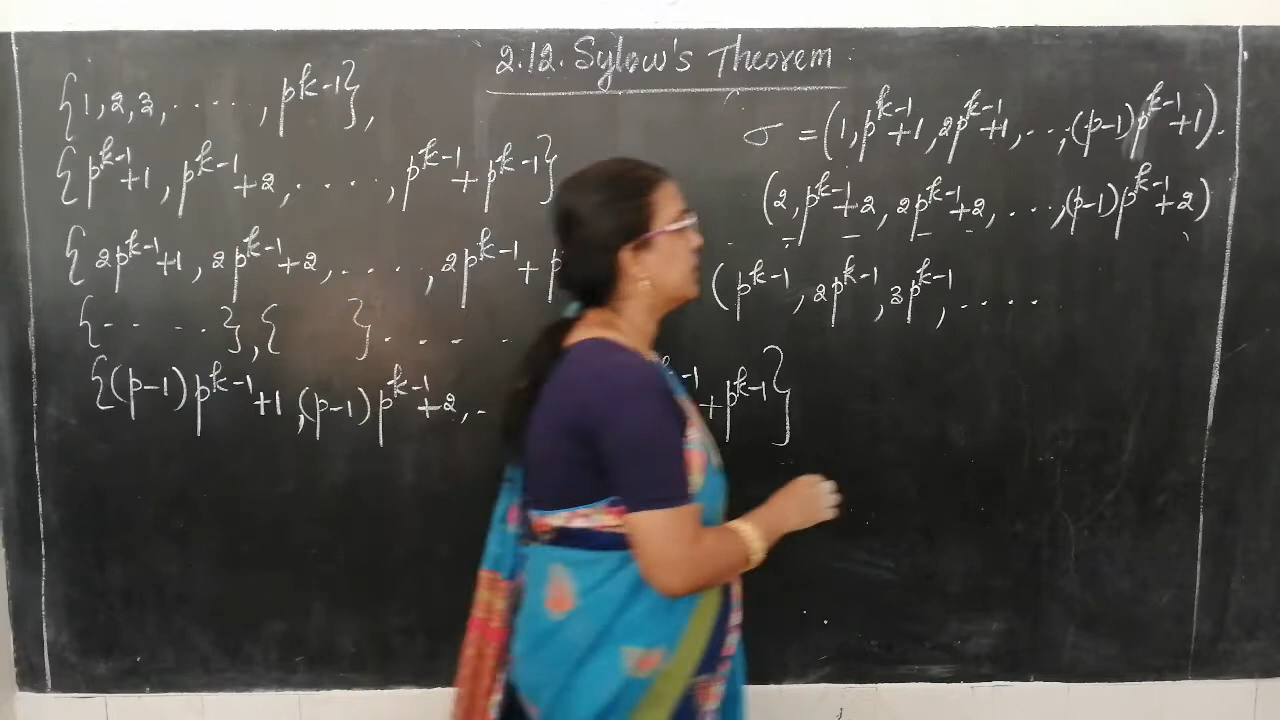 2.12. Sylow's Theorem
{1, 2, 3, ....., p^{k-1}},
{p^{k-1}+1, p^{k-1}+2, ...., p^{k-1}+p^{k-1}}
{2p^{k-1}+1, 2p^{k-1}+2, ...., 2p^{k-1}+p
{-- ...}, { }. . . - . -
{(p-1)p^{k-1}+1, (p-1)p^{k-1}+2, .. k-1 +p^{k-1}}
σ = (1, p^{k-1}+1, 2p^{k-1}+1, ..., (p-1)p^{k-1}+1).
(2, p^{k-1}+2, 2p^{k-1}+2, ..., (p-1)p^{k-1}+2)
- - - - -
(p^{k-1}, 2p^{k-1}, 3p^{k-1}, ....